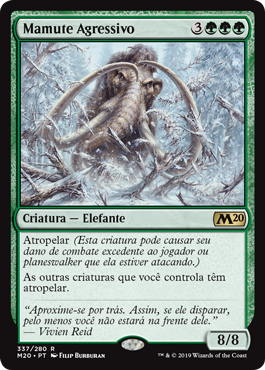 Mamute Agressivo 3
Criatura — Elefante M20
Atropelar (Esta criatura pode causar seu
dano de combate excedente ao jogador ou
planeswalker que ela estiver atacando.)
As outras criaturas que você controla têm
atropelar.
“Aproxime-se por trás. Assim, se ele disparar,
pelo menos você não estará na frente dele.”
— Vivien Reid
8/8
337/280 R
M20 • PT Filip Burburan ™ & © 2019 Wizards of the Coast